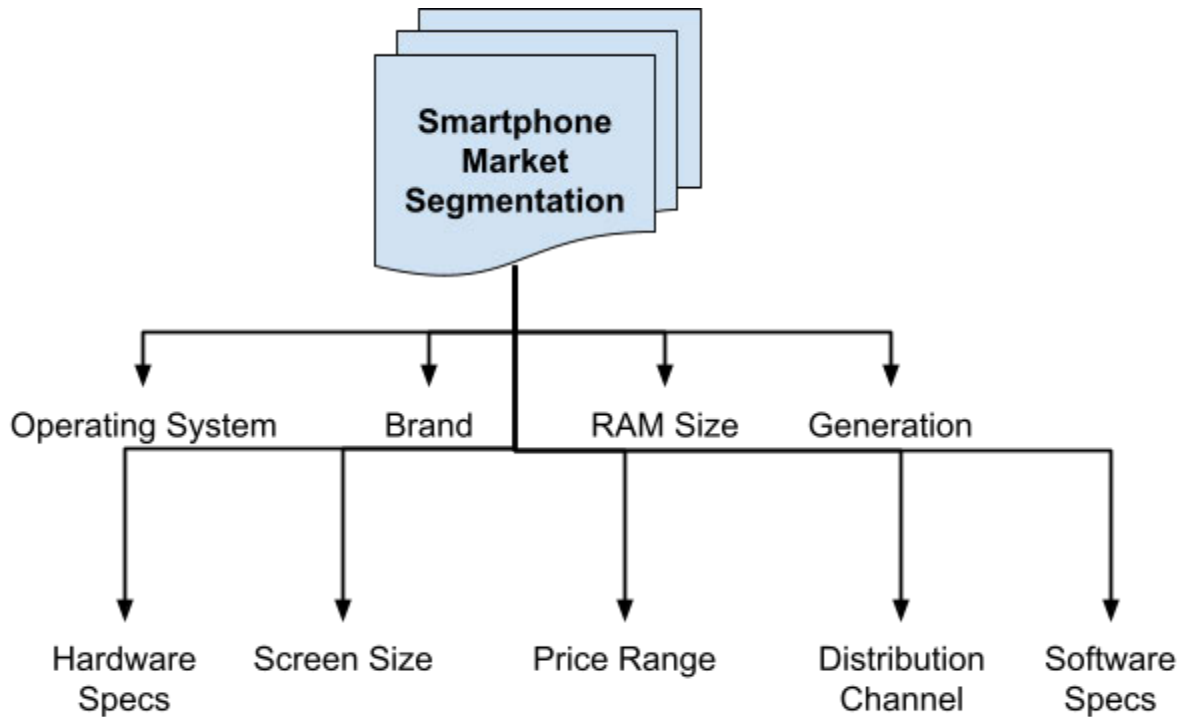 Smartphone
Market
Segmentation
Operating System
Brand
RAM Size
Generation
Hardware
Specs
Screen Size
Price Range
Distribution
Channel
Software
Specs